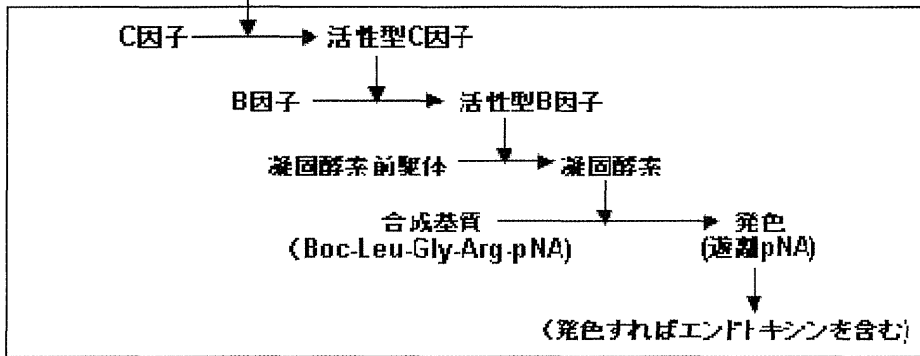 C因子 活性型C因子
B因子 活性型B因子
凝固酵素前駆体 凝固酵素
合成基質 発色
(Boc-Leu-Gly-Arg-pNA) (遊離pNA)
(発色すればエンドトキシンを含む)